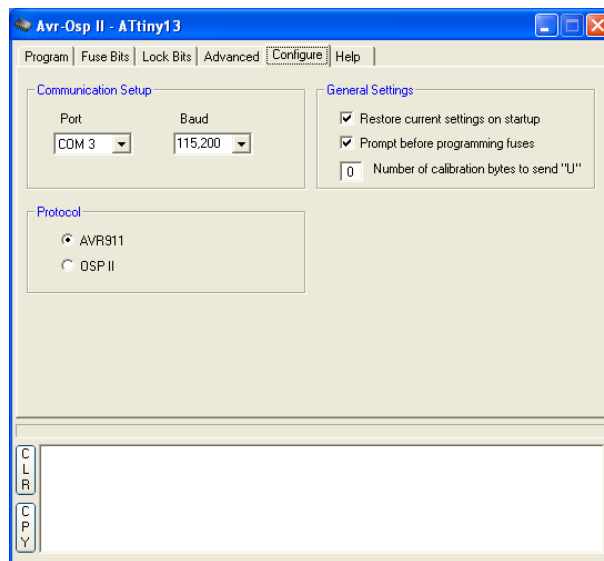 Avr-Osp II - ATtiny13
Program Fuse Bits Lock Bits Advanced Configure Help
Communication Setup
Port Baud
COM 3 115,200
General Settings
Restore current settings on startup
Prompt before programming fuses
0 Number of calibration bytes to send "U"
Protocol
AVR911
OSP II
C
L
R
C
P
Y